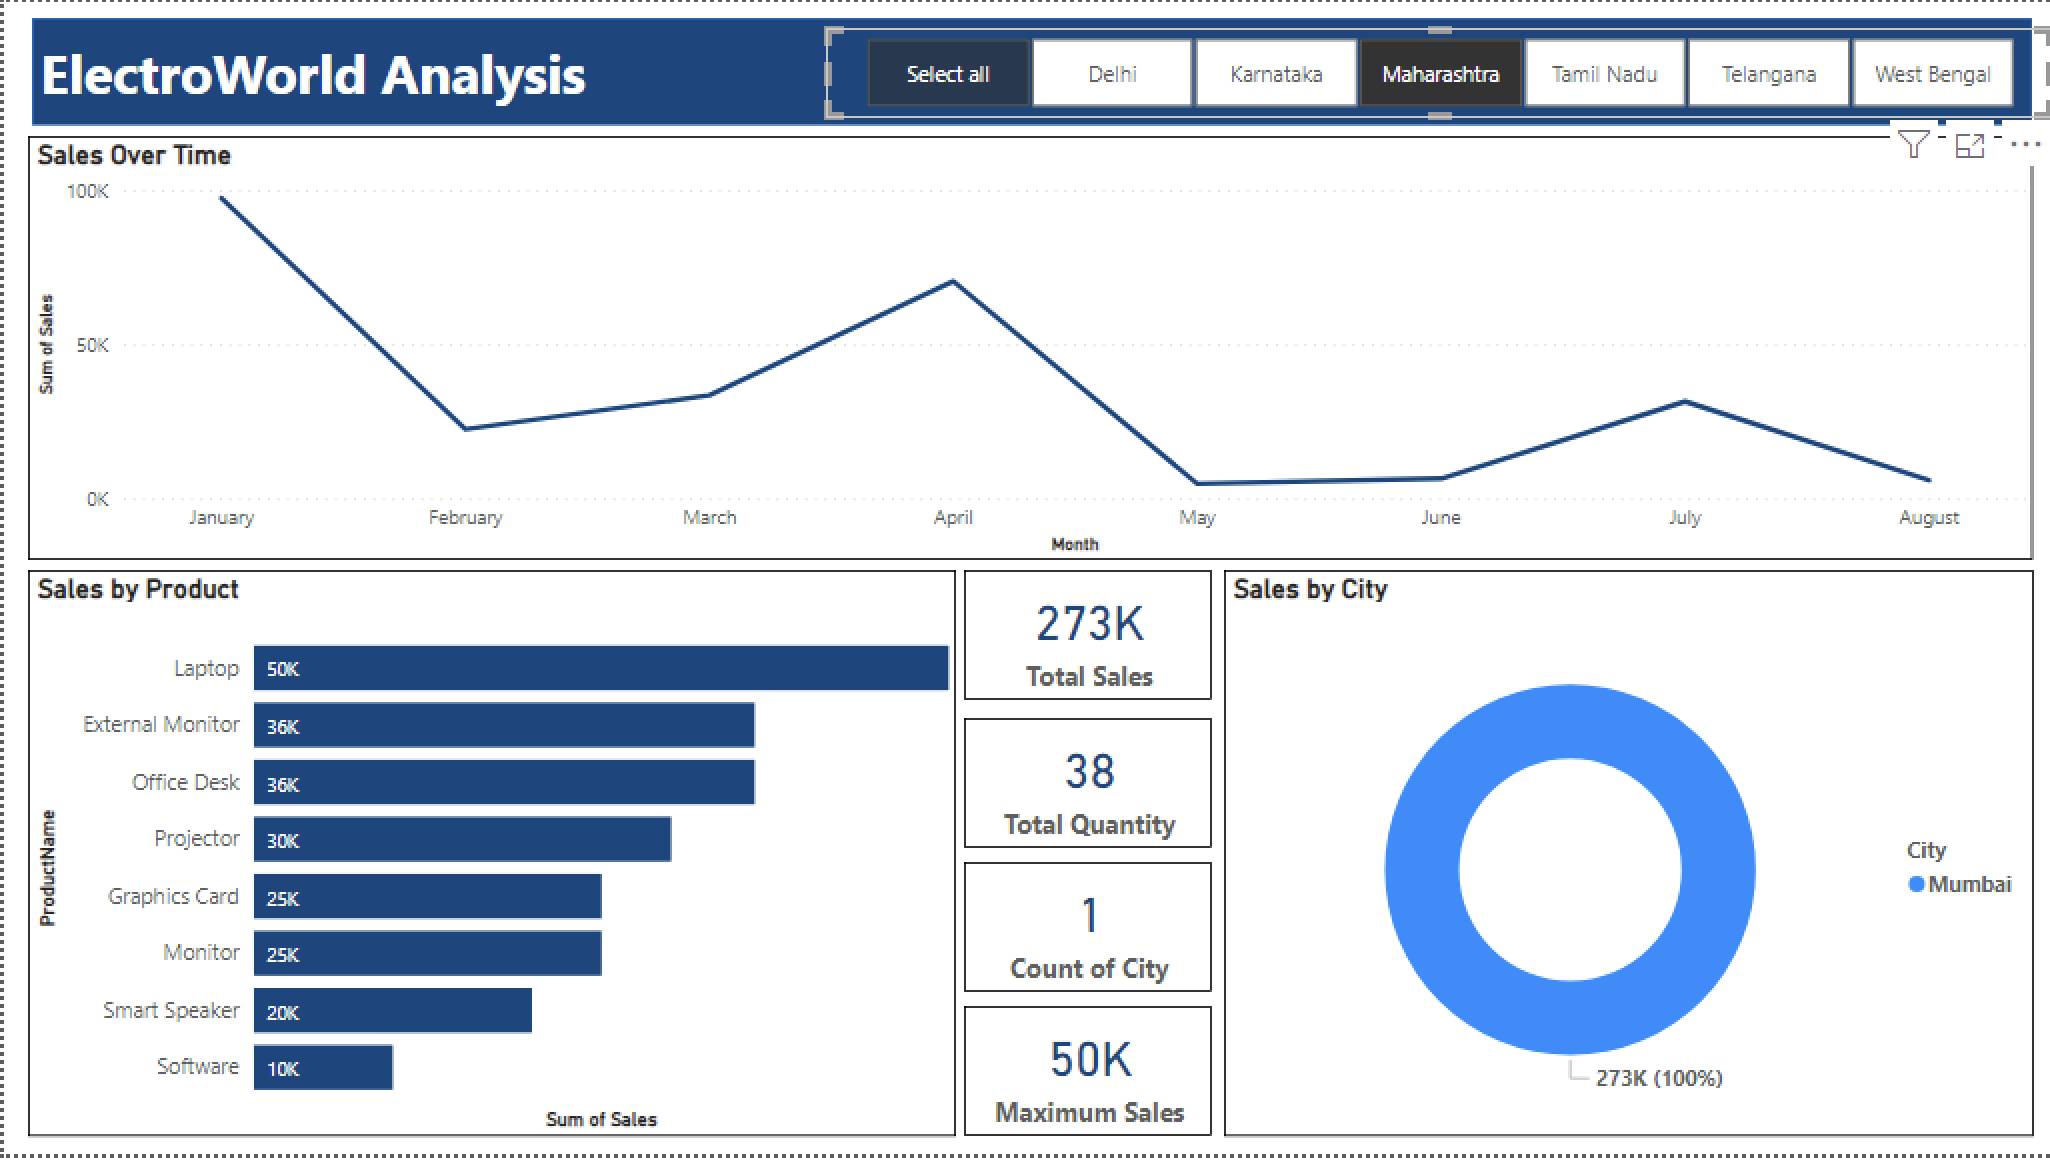 ElectroWorld Analysis
Select all
Delhi
Karnataka
Maharashtra
Tamil Nadu
Telangana
West Bengal
Sales Over Time
100K
50K
0K
Sum of Sales
January
February
March
April
May
June
July
August
Month
Sales by Product
ProductName
Laptop 50K
External Monitor 36K
Office Desk 36K
Projector 30K
Graphics Card 25K
Monitor 25K
Smart Speaker 20K
Software 10K
Sum of Sales
273K
Total Sales
38
Total Quantity
1
Count of City
50K
Maximum Sales
Sales by City
City
Mumbai
273K (100%)